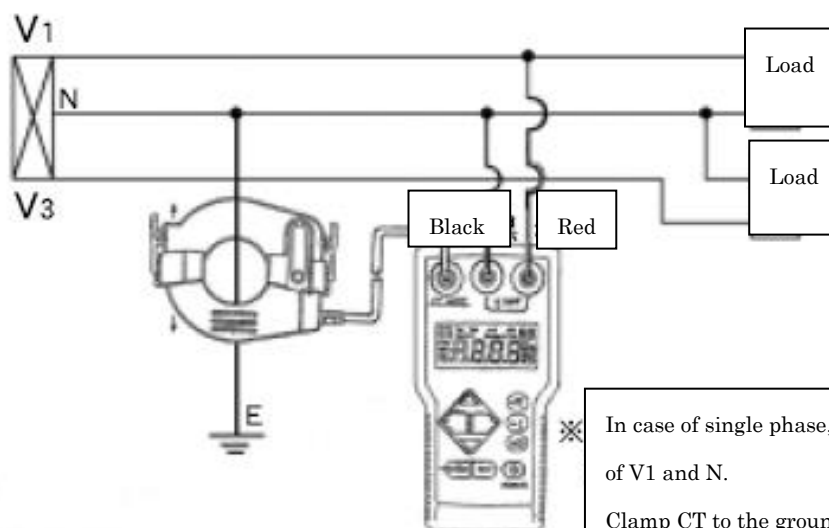 V1
N
V3
Load
Load
Black
Red
E
※
In case of single phase,
of V1 and N.
Clamp CT to the groun